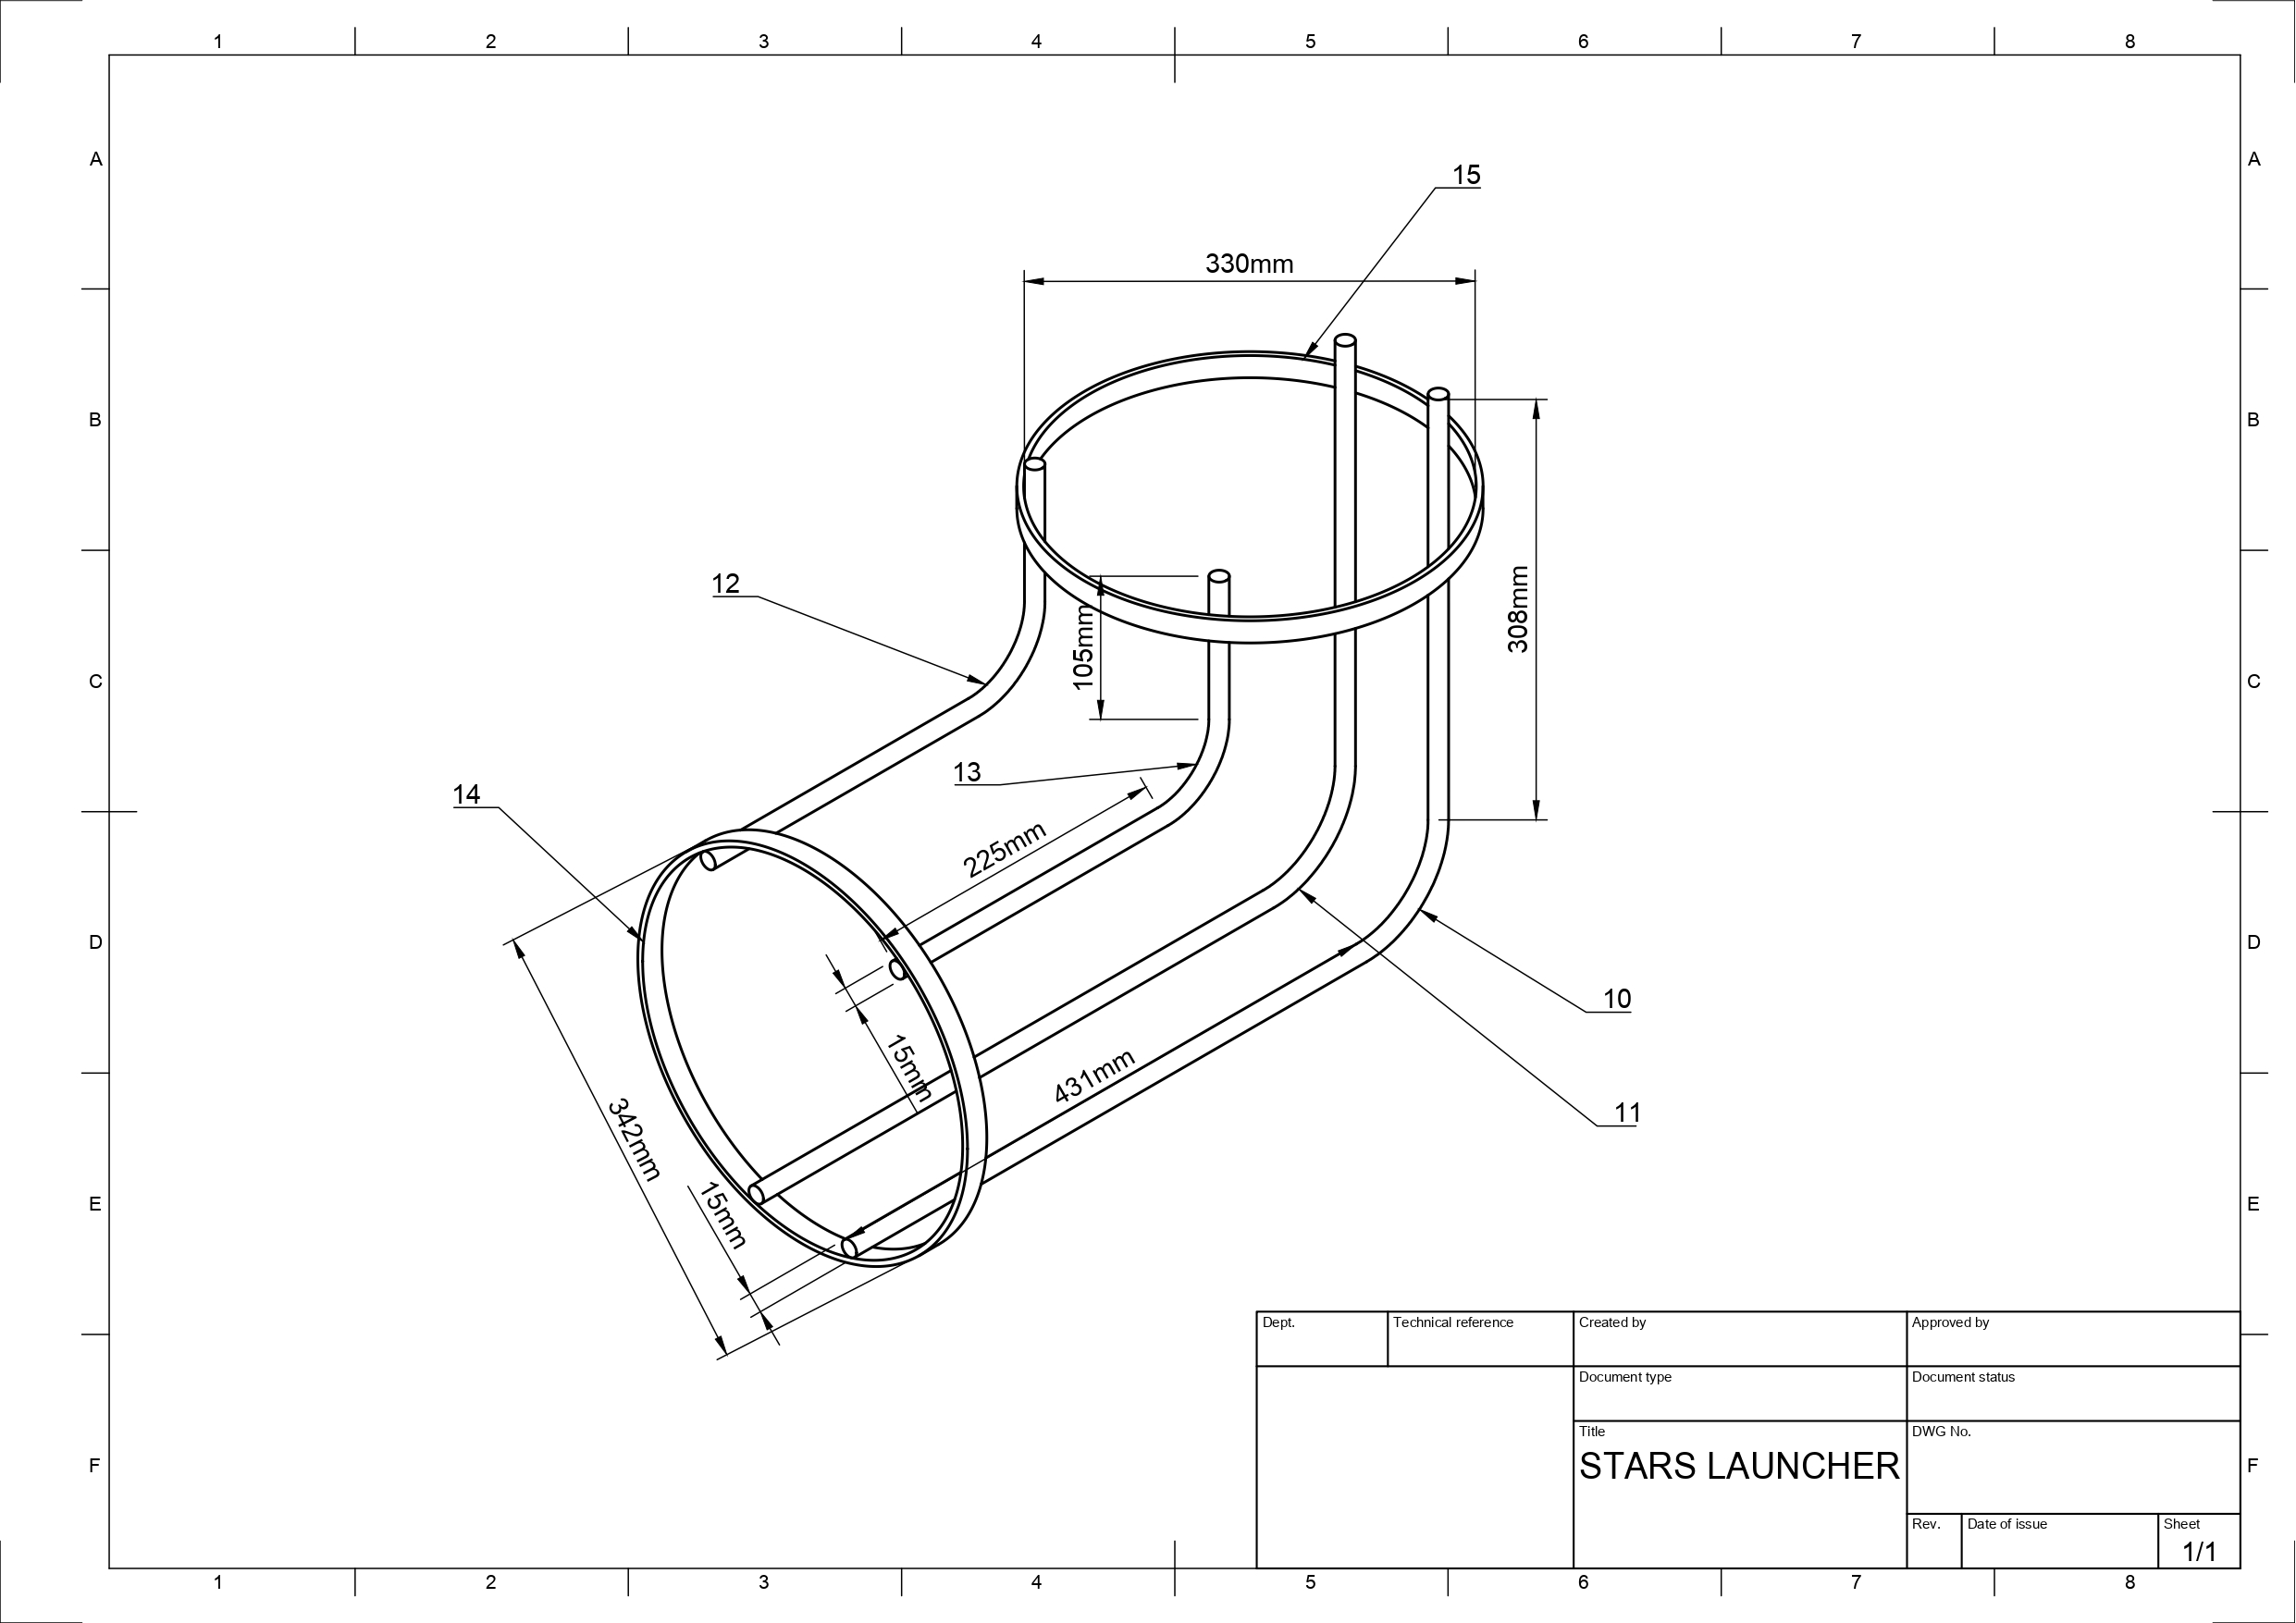 1 2 3 4 5 6 7 8
A A
15
330mm
B B
12
308mm
105mm
C C
13
14
225mm
D D
10
15mm
431mm
11
342mm
15mm
E E
Dept. Technical reference Created by Approved by
Document type Document status
Title DWG No.
STARS LAUNCHER
F F
Rev. Date of issue Sheet
1/1
1 2 3 4 5 6 7 8